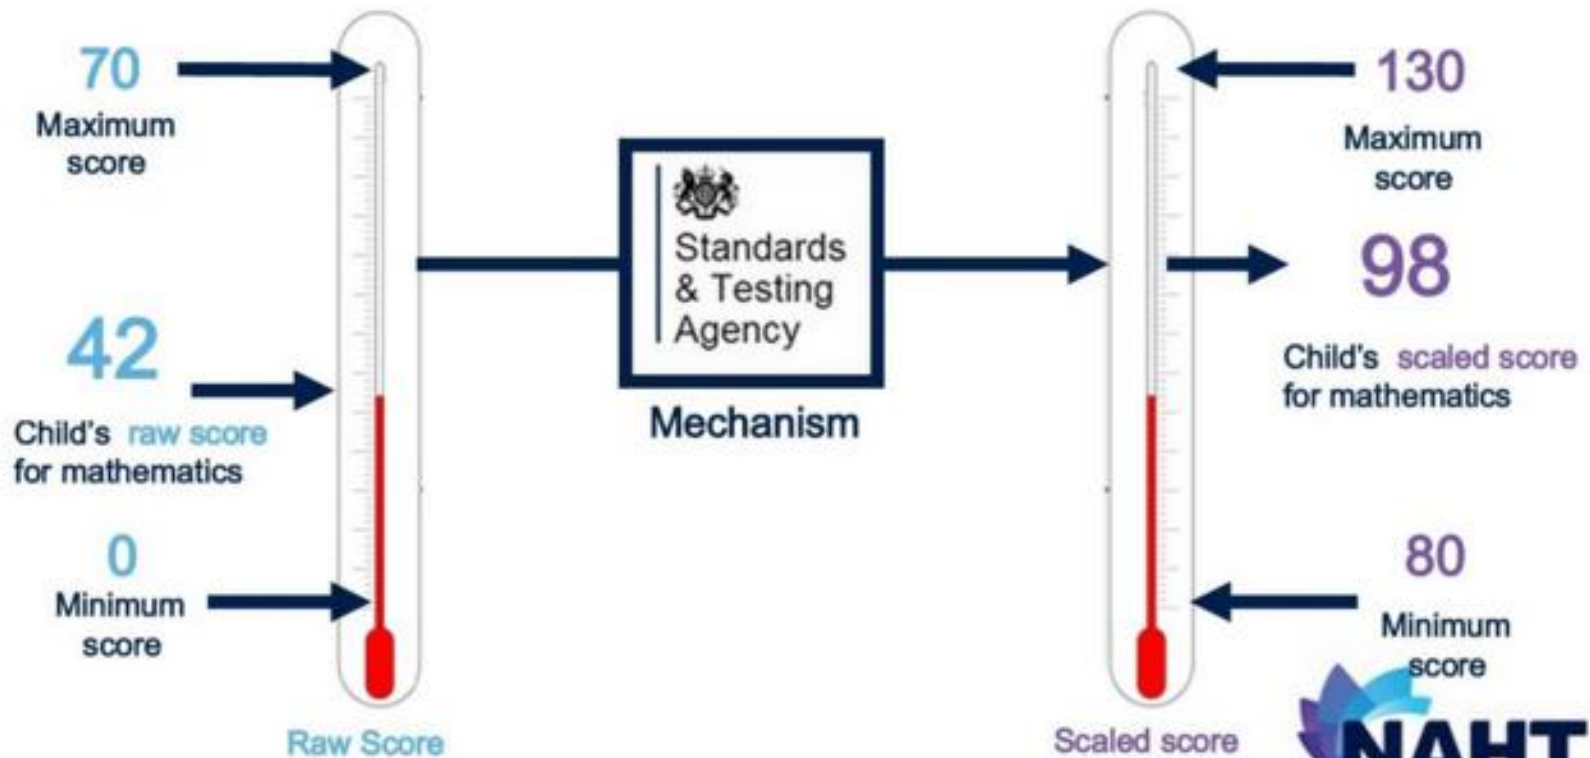 70
Maximum
score
42
Child's raw score
for mathematics
0
Minimum
score
Raw Score
Standards
& Testing
Agency
Mechanism
130
Maximum
score
98
Child's scaled score
for mathematics
80
Minimum
score
Scaled score
NAHT